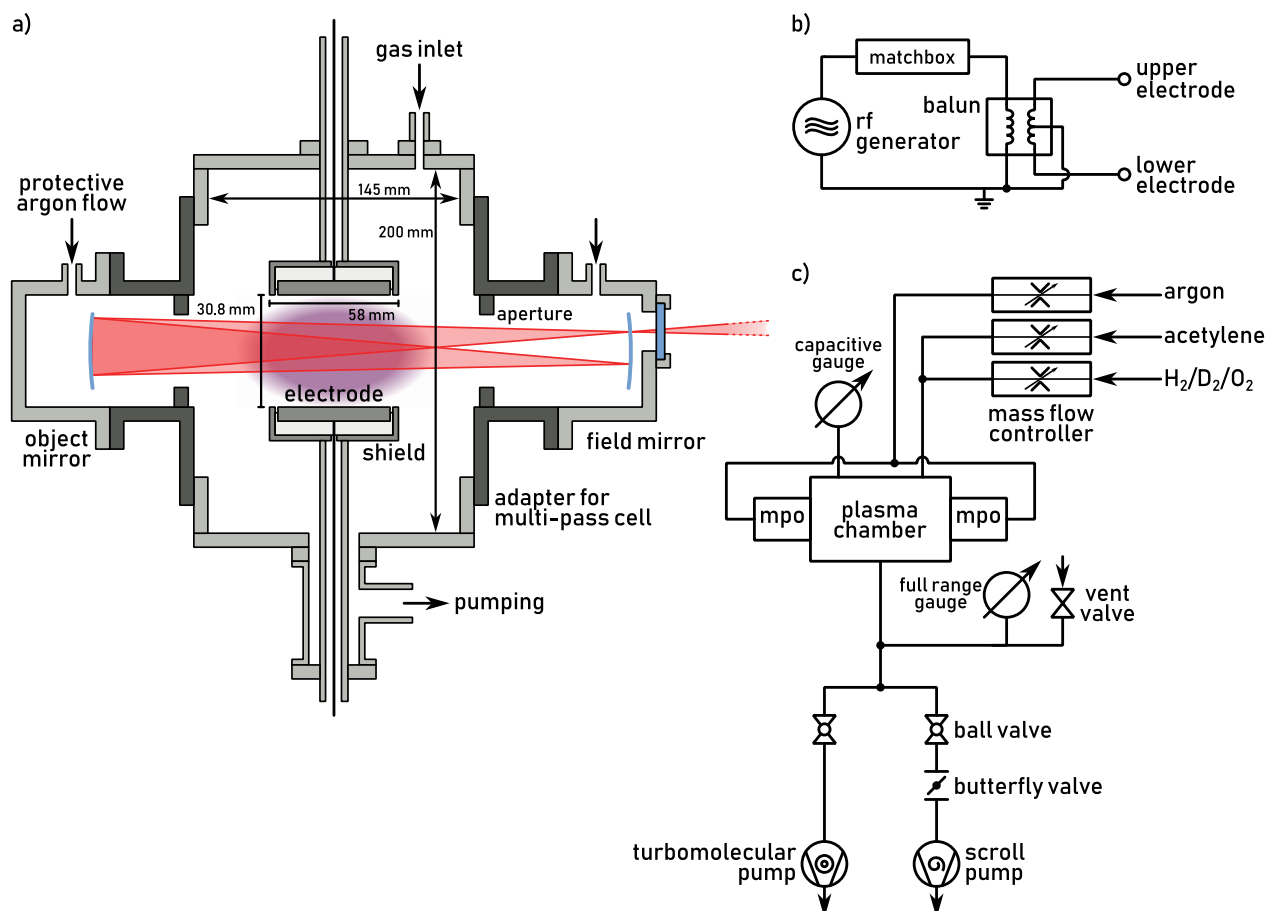 a)
gas inlet
protective
argon flow
145 mm
200 mm
30.8 mm
58 mm
aperture
electrode
object
mirror
shield
field mirror
adapter for
multi-pass cell
pumping
b)
matchbox
balun
rf
generator
upper
electrode
lower
electrode
c)
argon
acetylene
H₂/D₂/O₂
mass flow
controller
capacitive
gauge
mpo
plasma
chamber
mpo
full range
gauge
vent
valve
ball valve
butterfly valve
turbomolecular
pump
scroll
pump